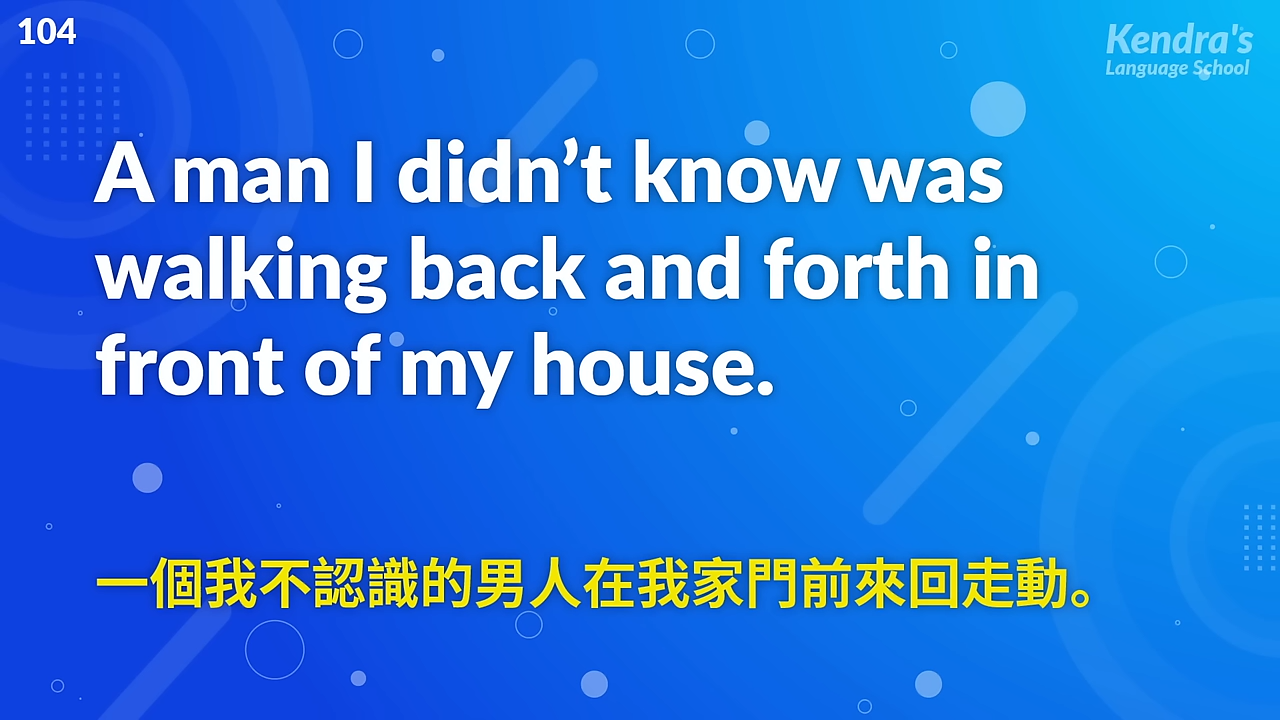 104
Kendra's
Language School
A man I didn’t know was
walking back and forth in
front of my house.
一個我不認識的男人在我家門前來回走動。